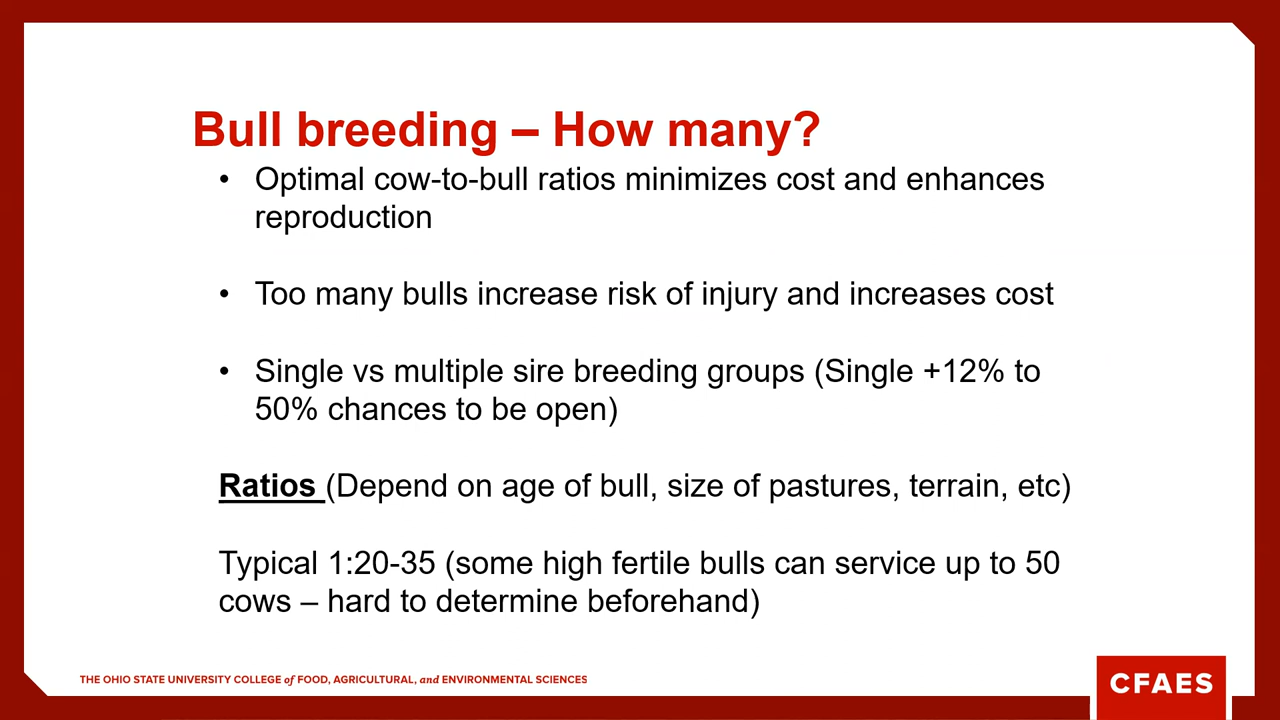 Bull breeding – How many?
• Optimal cow-to-bull ratios minimizes cost and enhances
reproduction
• Too many bulls increase risk of injury and increases cost
• Single vs multiple sire breeding groups (Single +12% to
50% chances to be open)
Ratios (Depend on age of bull, size of pastures, terrain, etc)
Typical 1:20-35 (some high fertile bulls can service up to 50
cows – hard to determine beforehand)
THE OHIO STATE UNIVERSITY COLLEGE of FOOD, AGRICULTURAL, and ENVIRONMENTAL SCIENCES
CFAES